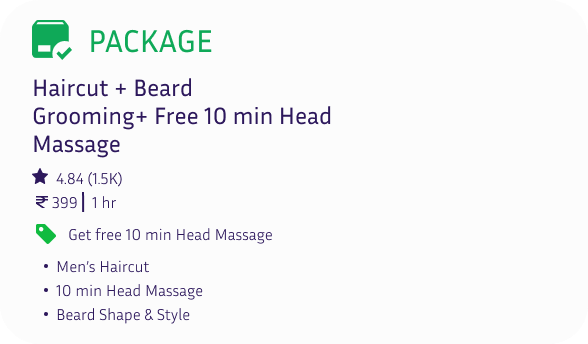 PACKAGE
Haircut + Beard
Grooming+ Free 10 min Head
Massage
4.84 (1.5K)
₹ 399 | 1 hr
Get free 10 min Head Massage
• Men's Haircut
• 10 min Head Massage
• Beard Shape & Style